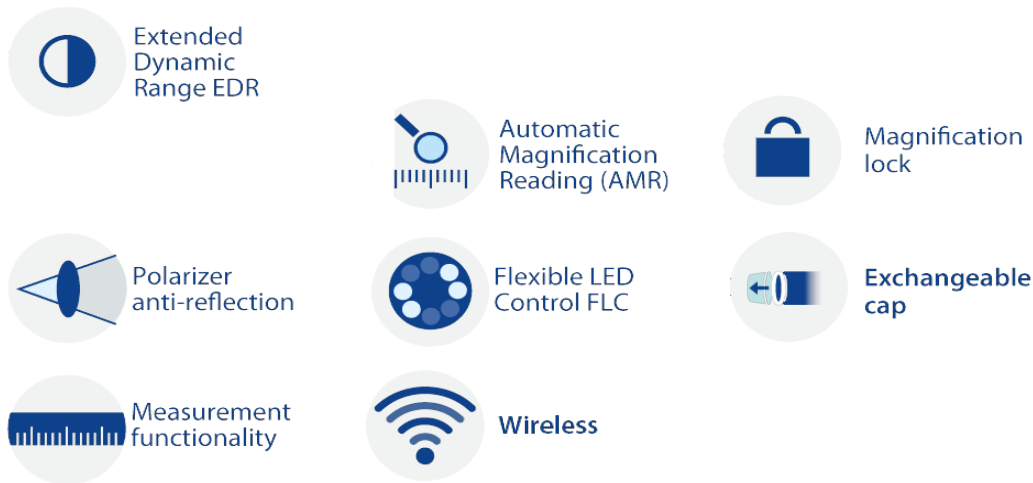 Extended
Dynamic
Range EDR
Automatic
Magnification
Reading (AMR)
Magnification
lock
Polarizer
anti-reflection
Flexible LED
Control FLC
Exchangeable
cap
Measurement
functionality
Wireless